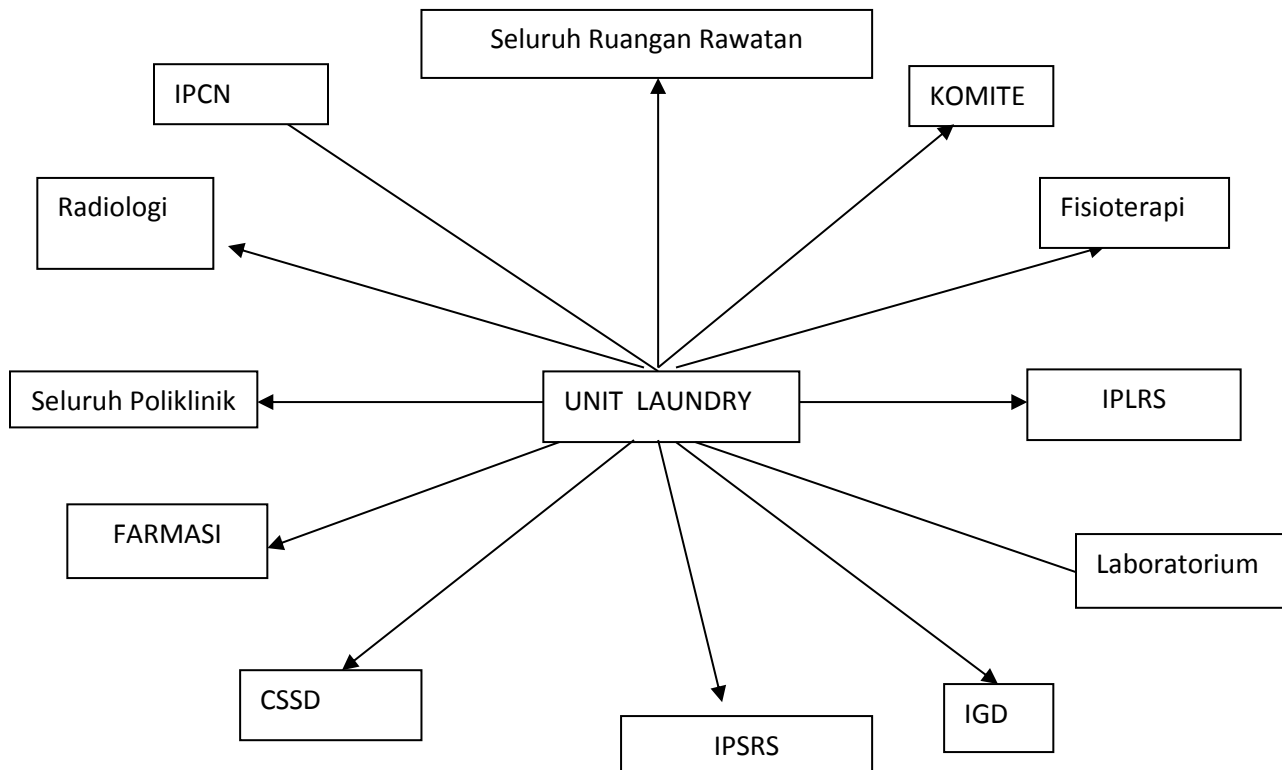 Seluruh Ruangan Rawatan
IPCN
KOMITE
Radiologi
Fisioterapi
Seluruh Poliklinik
UNIT LAUNDRY
IPLRS
FARMASI
Laboratorium
CSSD
IGD
IPSRS